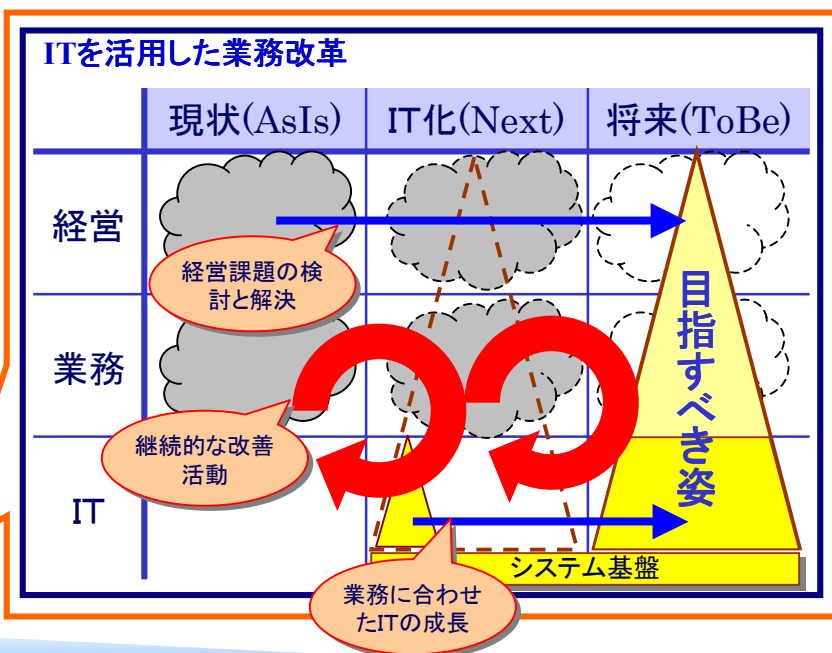 ITを活用した業務改革
現状(AsIs)
IT化(Next)
将来(ToBe)
経営
経営課題の検
討と解決
業務
継続的な改善
活動
IT
目指すべき姿
システム基盤
業務に合わせ
たITの成長